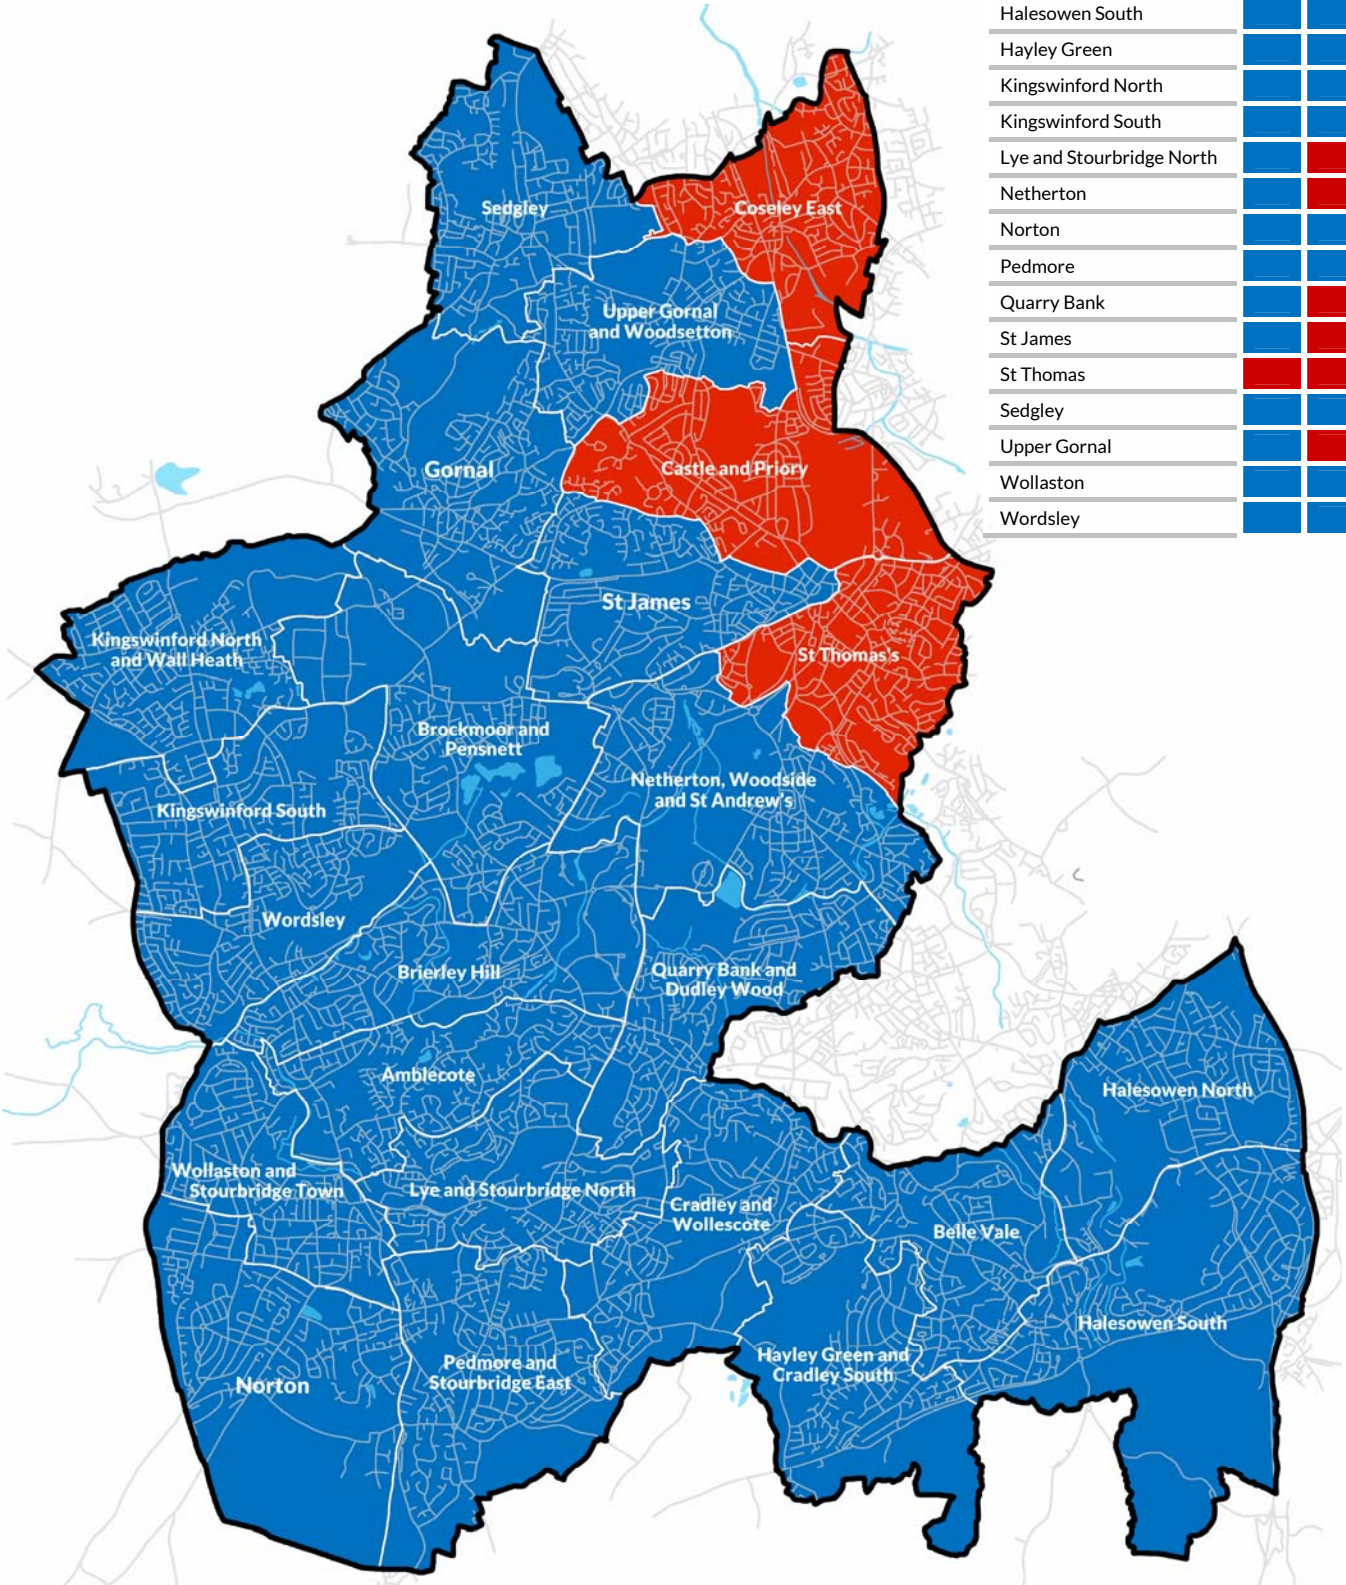 Halesowen South
Hayley Green
Kingswinford North
Kingswinford South
Lye and Stourbridge North
Netherton
Norton
Pedmore
Quarry Bank
St James
St Thomas
Sedgley
Upper Gornal
Wollaston
Wordsley
Sedgley
Coseley East
Upper Gornal
and Woodsetton
Gornal
Castle and Priory
St James
Kingswinford North
and Wall Heath
St Thomas's
Brockmoor and
Pensnett
Netherton, Woodside
and St Andrew's
Kingswinford South
Wordsley
Brierley Hill
Quarry Bank and
Dudley Wood
Amblecote
Halesowen North
Wollaston and
Stourbridge Town
Lye and Stourbridge North
Cradley and
Wollescote
Belle Vale
Halesowen South
Hayley Green and
Cradley South
Pedmore and
Stourbridge East
Norton